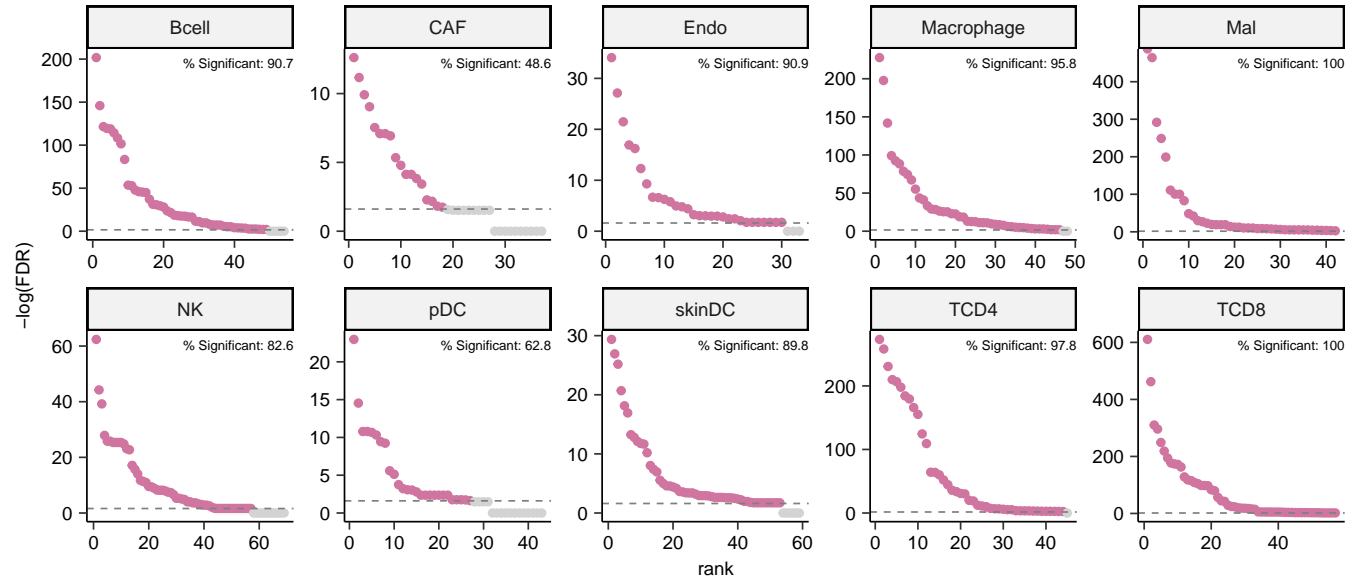 Bcell
CAF
Endo
Macrophage
Mal
% Significant: 90.7
% Significant: 48.6
% Significant: 90.9
% Significant: 95.8
% Significant: 100
200
150
100
50
0
0 20 40
10
5
0
0 10 20 30
30
20
10
0
0 10 20 30
200
150
100
50
0
0 10 20 30 40 50
400
300
200
100
0
0 10 20 30 40
−log(FDR)
NK
pDC
skinDC
TCD4
TCD8
% Significant: 82.6
% Significant: 62.8
% Significant: 89.8
% Significant: 97.8
% Significant: 100
60
40
20
0
0 20 40 60
20
15
10
5
0
0 10 20 30 40
30
20
10
0
0 20 40 60
200
100
0
0 10 20 30 40
600
400
200
0
0 20 40
rank